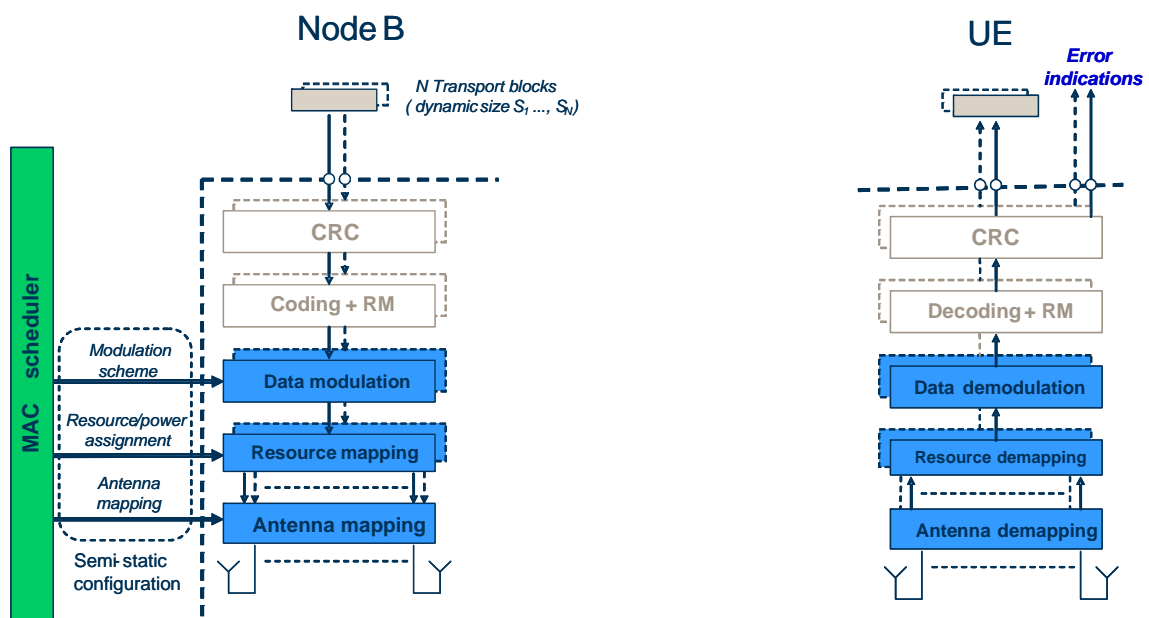 Node B
UE
Error
indications
N Transport blocks
( dynamic size S1 ..., SN)
MAC scheduler
CRC
Coding + RM
Modulation
scheme
Data modulation
Resource/power
assignment
Resource mapping
Antenna
mapping
Antenna mapping
Semi-static
configuration
CRC
Decoding + RM
Data demodulation
Resource demapping
Antenna demapping